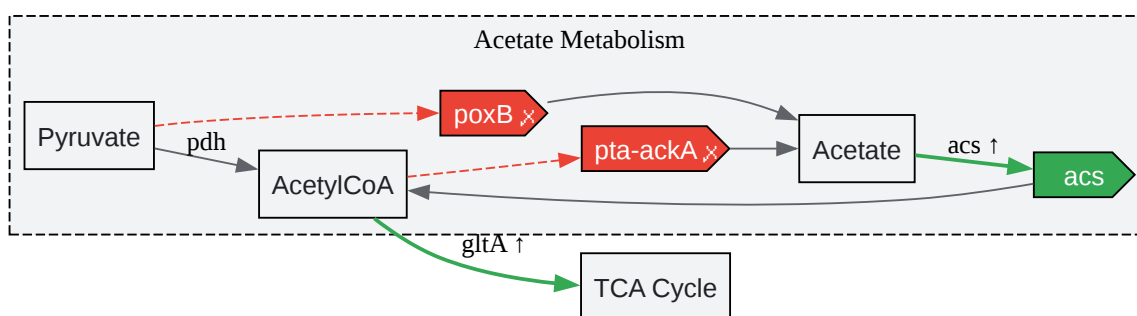 Acetate Metabolism
Pyruvate
pdh
AcetylCoA
poxB ✗
pta-ackA ✗
Acetate
acs ↑
acs
gltA ↑
TCA Cycle